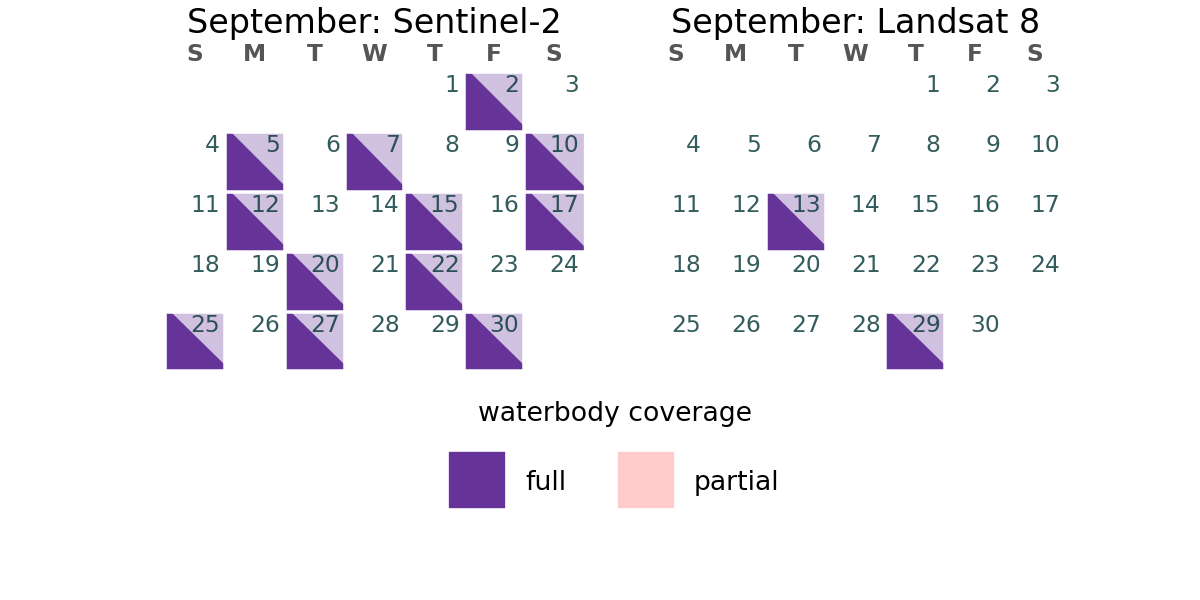 September: Sentinel-2
S M T W T F S
1 2 3
4 5 6 7 8 9 10
11 12 13 14 15 16 17
18 19 20 21 22 23 24
25 26 27 28 29 30
September: Landsat 8
S M T W T F S
1 2 3
4 5 6 7 8 9 10
11 12 13 14 15 16 17
18 19 20 21 22 23 24
25 26 27 28 29 30
waterbody coverage
full partial